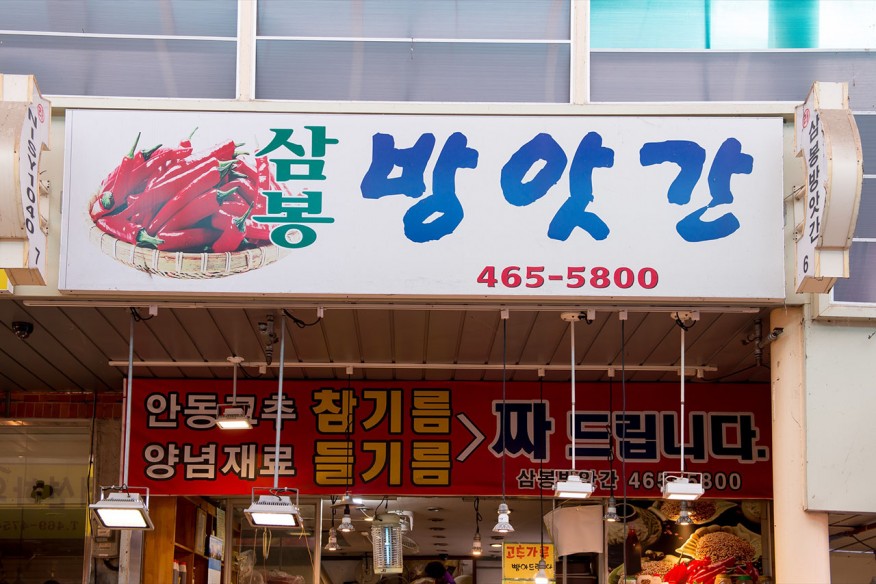 삼봉 방앗간
465-5800
삼봉방앗간 6
안동고추 참기름 > 짜 드립니다.
양념재료 들기름
삼봉방앗간 465-5800
고추가루